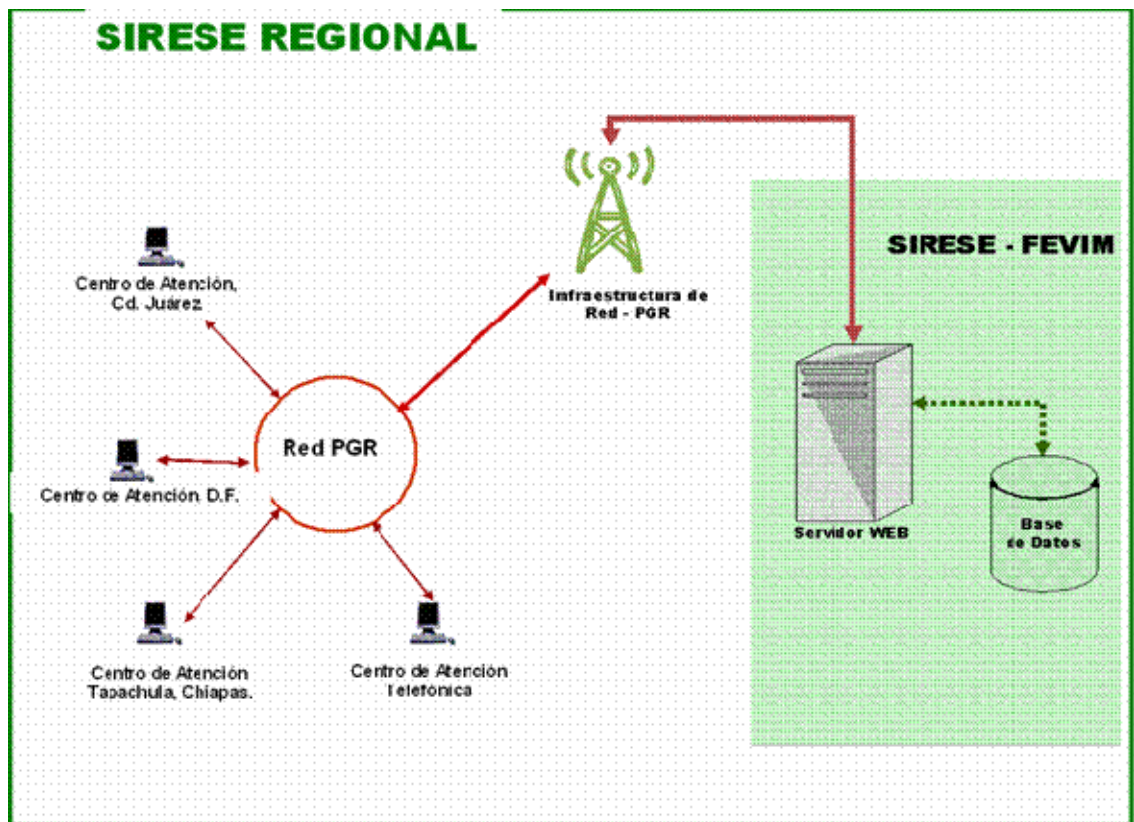 SIRESE REGIONAL
SIRESE - FEVIM
Centro de Atención,
Cd. Juárez
Infraestructura de
Red - PGR
Red PGR
Centro de Atención D.F.
Servidor WEB
Base
de Datos
Centro de Atención
Tapachula, Chiapas.
Centro de Atención
Telefónica